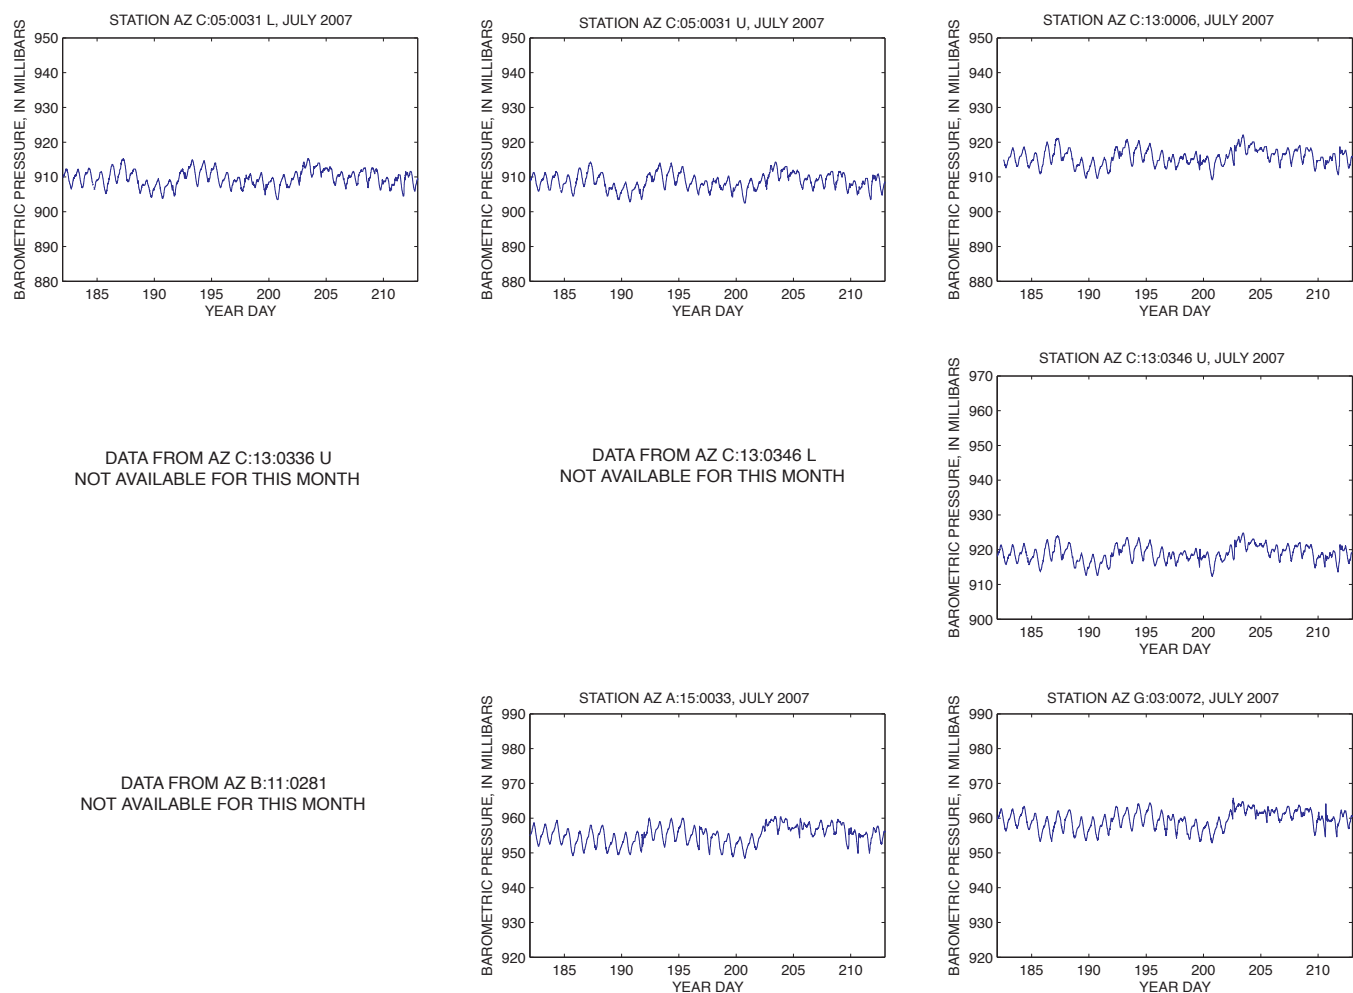 STATION AZ C:05:0031 L, JULY 2007
BAROMETRIC PRESSURE, IN MILLIBARS
950
940
930
920
910
900
890
880
185 190 195 200 205 210
YEAR DAY
STATION AZ C:05:0031 U, JULY 2007
BAROMETRIC PRESSURE, IN MILLIBARS
950
940
930
920
910
900
890
880
185 190 195 200 205 210
YEAR DAY
STATION AZ C:13:0006, JULY 2007
BAROMETRIC PRESSURE, IN MILLIBARS
950
940
930
920
910
900
890
880
185 190 195 200 205 210
YEAR DAY
DATA FROM AZ C:13:0336 U
NOT AVAILABLE FOR THIS MONTH
DATA FROM AZ C:13:0346 L
NOT AVAILABLE FOR THIS MONTH
STATION AZ C:13:0346 U, JULY 2007
BAROMETRIC PRESSURE, IN MILLIBARS
970
960
950
940
930
920
910
900
185 190 195 200 205 210
YEAR DAY
DATA FROM AZ B:11:0281
NOT AVAILABLE FOR THIS MONTH
STATION AZ A:15:0033, JULY 2007
BAROMETRIC PRESSURE, IN MILLIBARS
990
980
970
960
950
940
930
920
185 190 195 200 205 210
YEAR DAY
STATION AZ G:03:0072, JULY 2007
BAROMETRIC PRESSURE, IN MILLIBARS
990
980
970
960
950
940
930
920
185 190 195 200 205 210
YEAR DAY